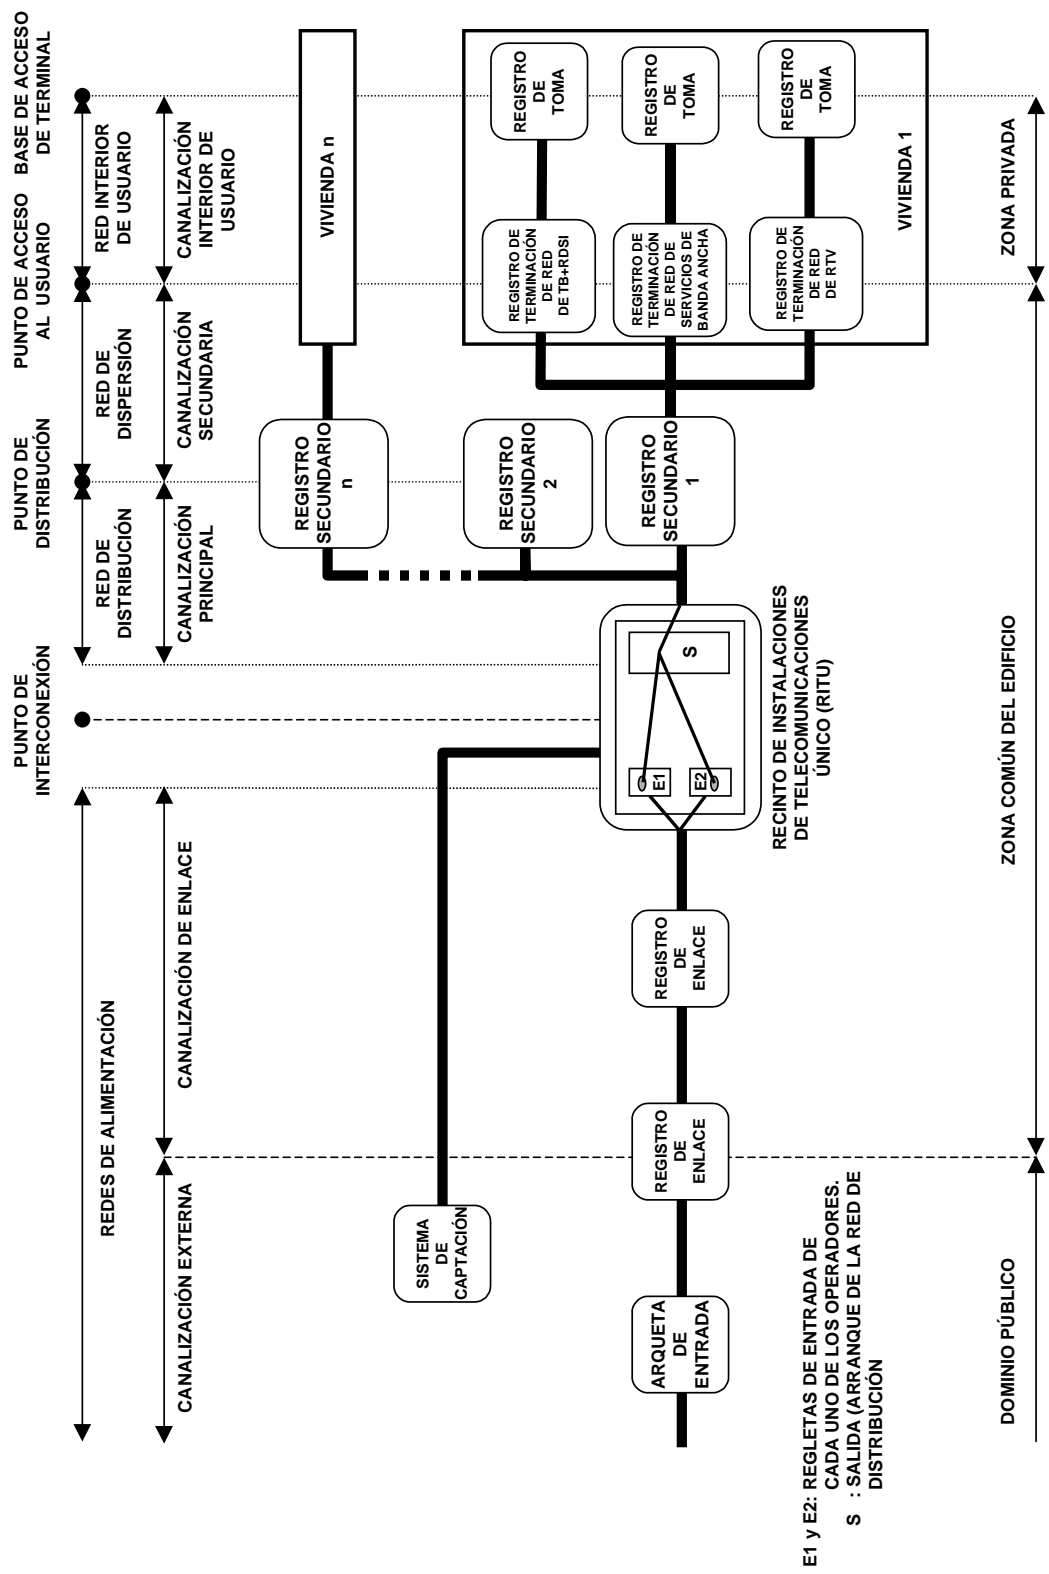 PUNTO DE
INTERCONEXIÓN
PUNTO DE
DISTRIBUCIÓN
PUNTO DE ACCESO
AL USUARIO
BASE DE ACCESO
DE TERMINAL
REDES DE ALIMENTACIÓN
RED DE
DISTRIBUCIÓN
RED DE
DISPERSIÓN
RED INTERIOR
DE USUARIO
CANALIZACIÓN EXTERNA
CANALIZACIÓN DE ENLACE
CANALIZACIÓN
PRINCIPAL
CANALIZACIÓN
SECUNDARIA
CANALIZACIÓN
INTERIOR DE
USUARIO
REGISTRO
SECUNDARIO
n
VIVIENDA n
SISTEMA
DE
CAPTACIÓN
REGISTRO
SECUNDARIO
2
REGISTRO DE
TERMINACIÓN
DE RED
DE TB+RDSI
REGISTRO
DE
TOMA
ARQUETA
DE
ENTRADA
REGISTRO
DE
ENLACE
REGISTRO
DE
ENLACE
E1
E2
S
REGISTRO
SECUNDARIO
1
REGISTRO DE
TERMINACIÓN
DE RED DE
SERVICIOS DE
BANDA ANCHA
REGISTRO
DE
TOMA
REGISTRO DE
TERMINACIÓN
DE RED
DE RTV
REGISTRO
DE
TOMA
RECINTO DE INSTALACIONES
DE TELECOMUNICACIONES
ÚNICO (RITU)
VIVIENDA 1
E1 y E2: REGLETAS DE ENTRADA DE
CADA UNO DE LOS OPERADORES.
S : SALIDA (ARRANQUE DE LA RED DE
DISTRIBUCIÓN
DOMINIO PÚBLICO
ZONA COMÚN DEL EDIFICIO
ZONA PRIVADA